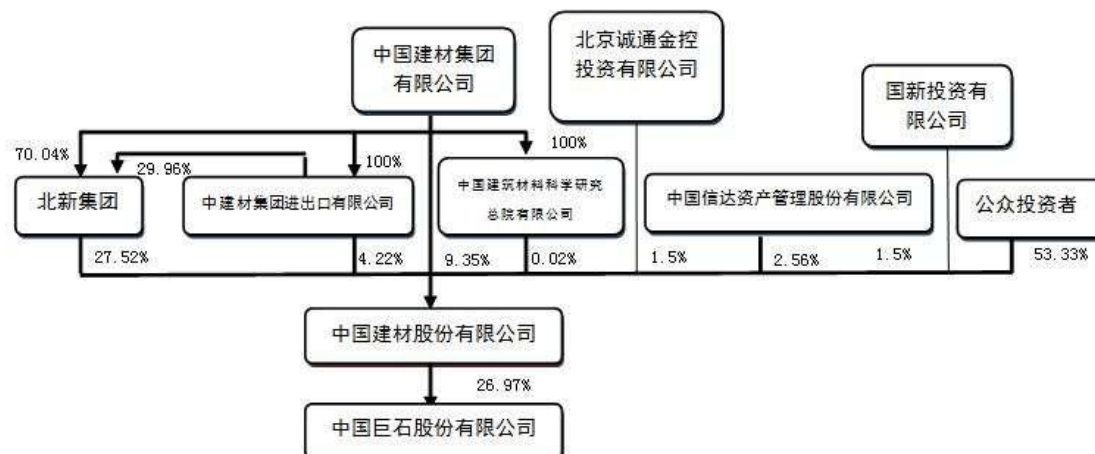 中国建材集团
有限公司
北京诚通金控
投资有限公司
国新投资有
限公司
70.04%
29.96%
100%
100%
北新集团
中建材集团进出口有限公司
中国建筑材料科学研究
总院有限公司
中国信达资产管理股份有限公司
公众投资者
27.52%
4.22%
9.35%
0.02%
1.5%
2.56%
1.5%
53.33%
中国建材股份有限公司
26.97%
中国巨石股份有限公司